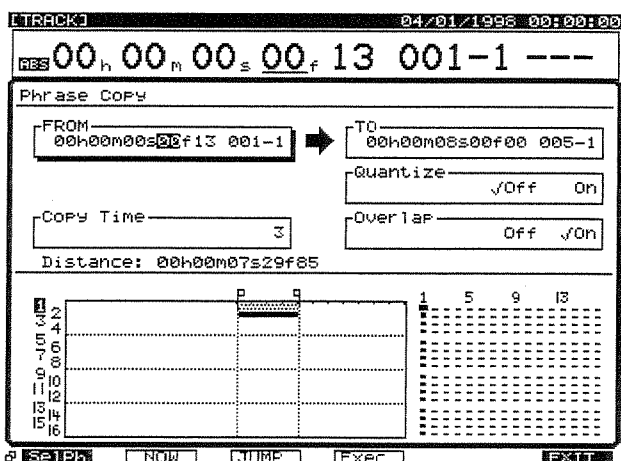 [TRACK] 04/01/1998 00:00:00
ABS 00h 00m 00s 00f 13 001-1 ---
Phrase Copy
FROM
00h00m00s00f13 001-1
TO
00h00m08s00f00 005-1
Quantize
√Off On
Copy Time
3
Overlap
Off √On
Distance: 00h00m07s29f85
1 5 9 13
1
2
3
4
5
6
7
8
9
10
11
12
13
14
15
16
SelPh NOW JUMP Exec EXIT